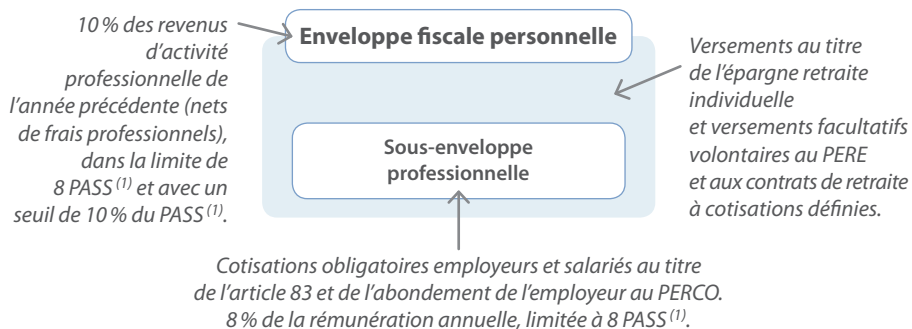 10 % des revenus
d’activité
professionnelle de
l’année précédente (nets
de frais professionnels),
dans la limite de
8 PASS (1) et avec un
seuil de 10 % du PASS (1).
Enveloppe fiscale personnelle
Versements au titre
de l’épargne retraite
individuelle
et versements facultatifs
volontaires au PERE
et aux contrats de retraite
à cotisations définies.
Sous-enveloppe
professionnelle
Cotisations obligatoires employeurs et salariés au titre
de l’article 83 et de l’abondement de l’employeur au PERCO.
8 % de la rémunération annuelle, limitée à 8 PASS (1).